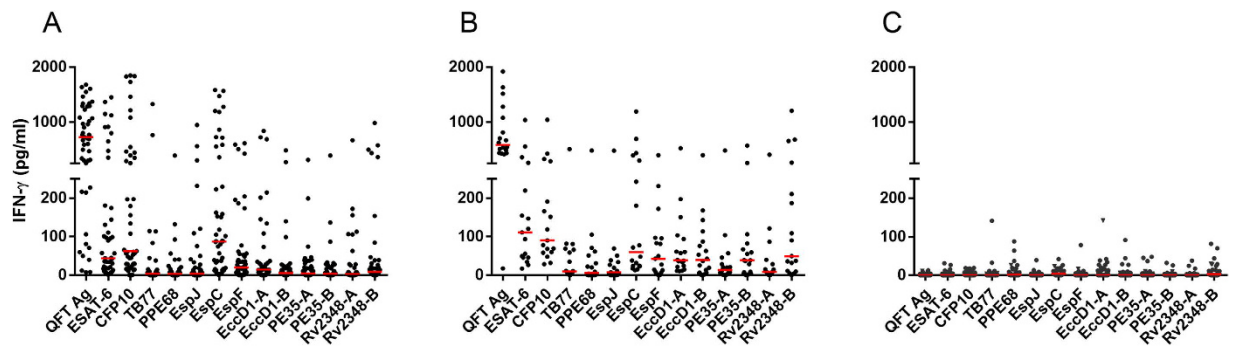 A
B
C
IFN-γ (pg/ml)
2000
1000
200
100
0
QFT Ag
ESAT-6
CFP10
TB77
PPE68
EspJ
EspC
EspF
EccD1-A
EccD1-B
PE35-A
PE35-B
Rv2348-A
Rv2348-B
2000
1000
200
100
0
QFT Ag
ESAT-6
CFP10
TB77
PPE68
EspJ
EspC
EspF
EccD1-A
EccD1-B
PE35-A
PE35-B
Rv2348-A
Rv2348-B
2000
1000
200
100
0
QFT Ag
ESAT-6
CFP10
TB77
PPE68
EspJ
EspC
EspF
EccD1-A
EccD1-B
PE35-A
PE35-B
Rv2348-A
Rv2348-B